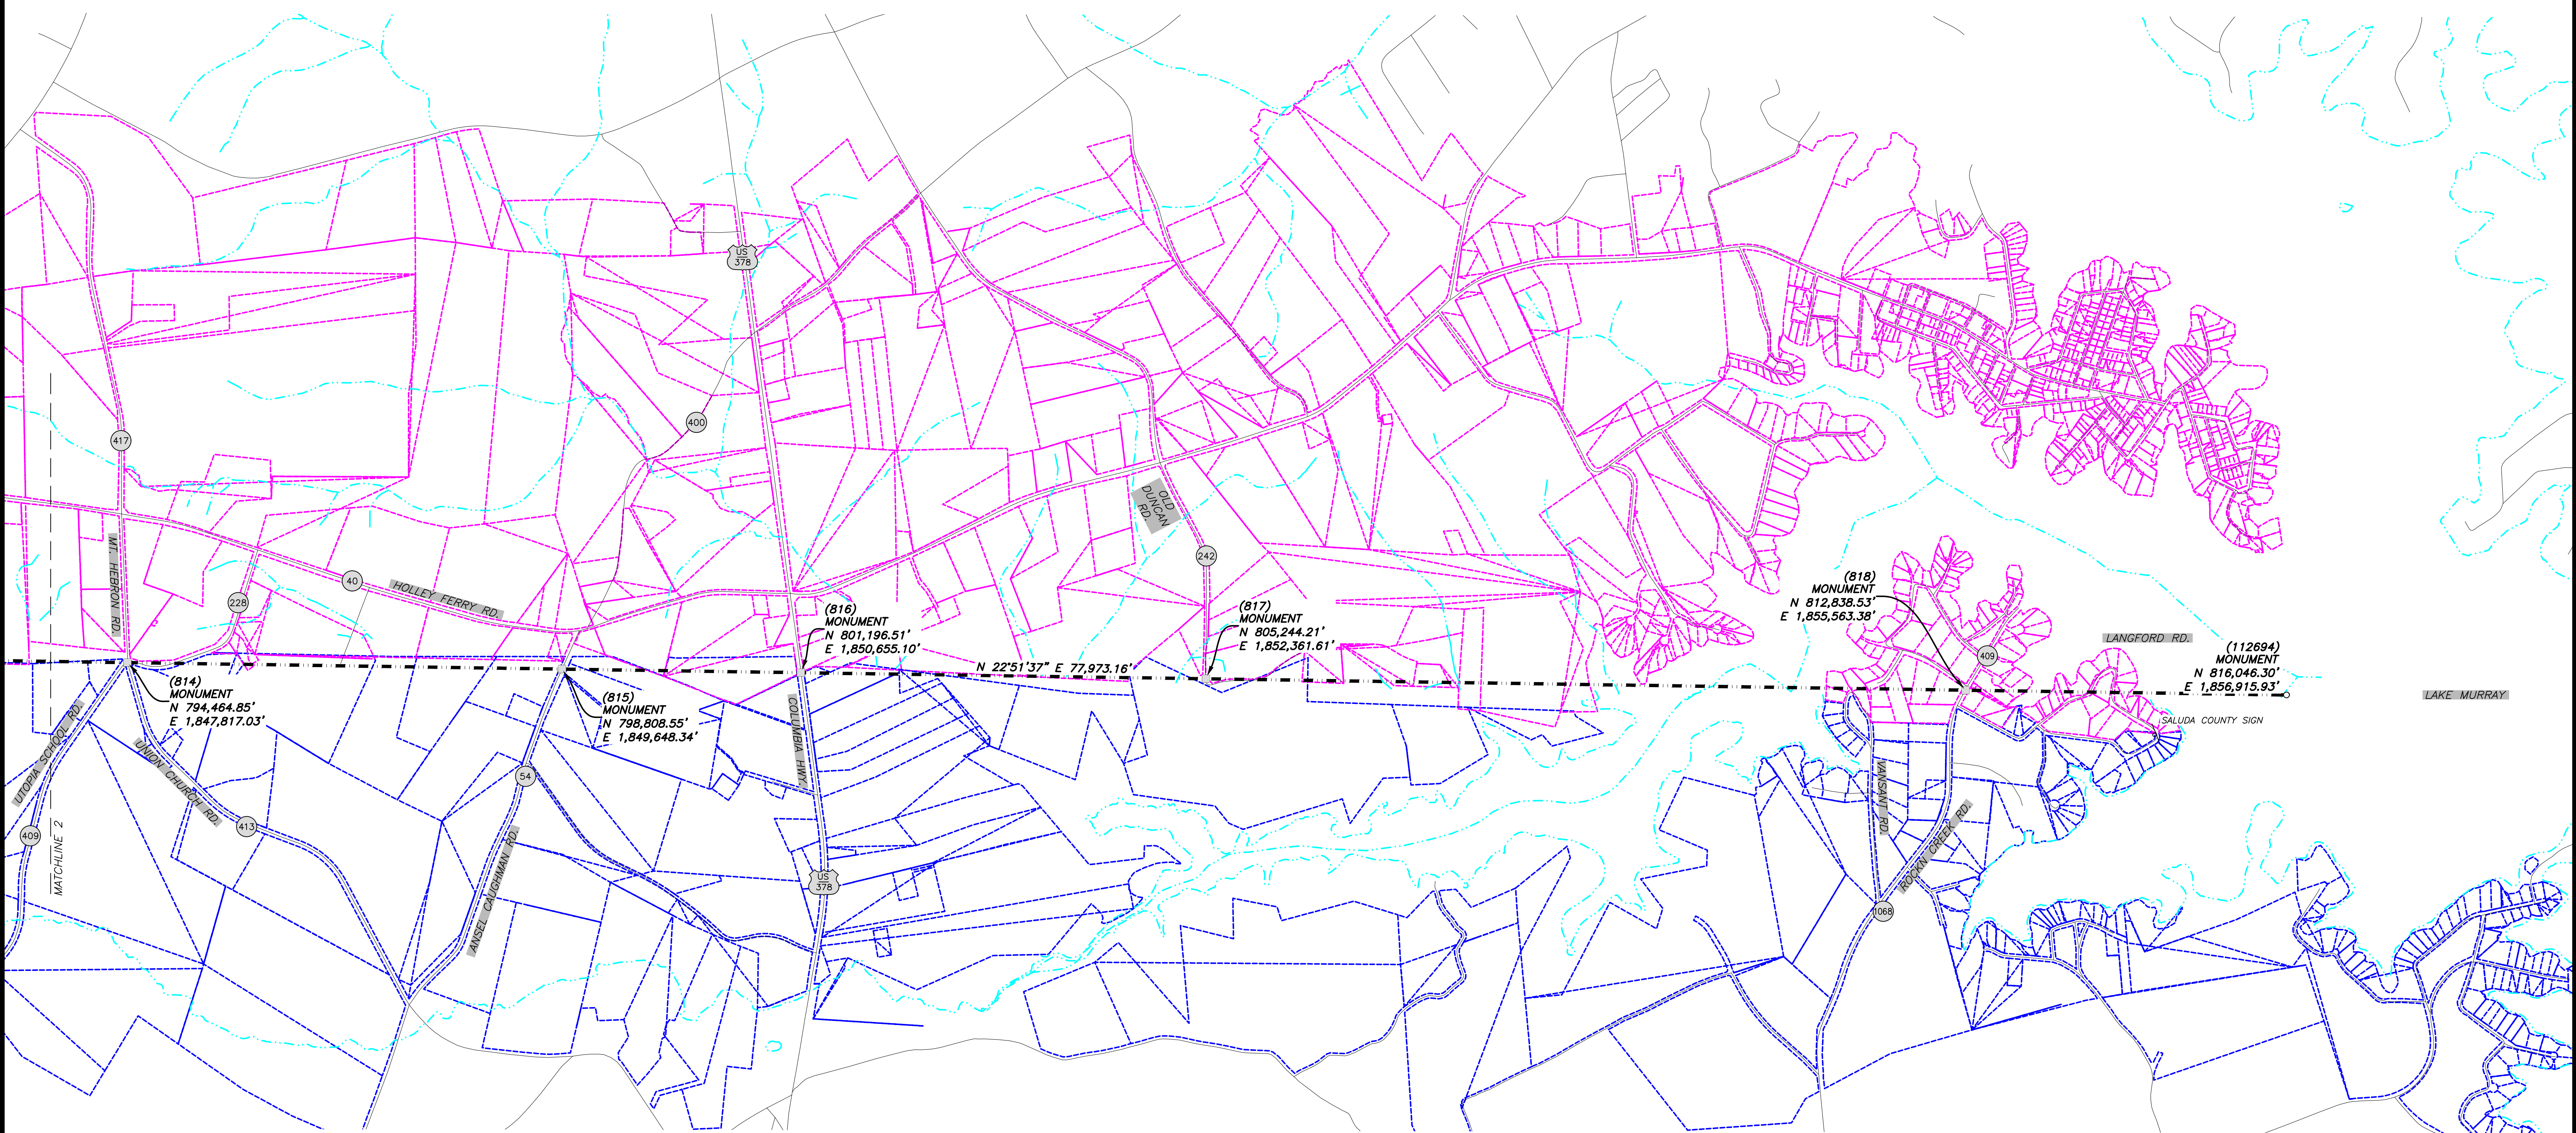 US
378
417
400
OLD
DUNCAN
RD.
242
MT. HEBRON RD.
40
HOLLEY FERRY RD.
228
(816)
MONUMENT
N 801,196.51'
E 1,850,655.10'
(817)
MONUMENT
N 805,244.21'
E 1,852,361.61'
(818)
MONUMENT
N 812,838.53'
E 1,855,563.38'
LANGFORD RD.
409
(112694)
MONUMENT
N 816,046.30'
E 1,856,915.93'
N 22°51'37" E 77,973.16'
(814)
MONUMENT
N 794,464.85'
E 1,847,817.03'
(815)
MONUMENT
N 798,808.55'
E 1,849,648.34'
LAKE MURRAY
SALUDA COUNTY SIGN
UTOPIA SCHOOL RD.
UNION CHURCH RD.
COLUMBIA HWY.
54
413
409
MATCHLINE 2
ANSEL CAUGHMAN RD.
US
378
VANSANT RD.
ROCKN CREEK RD.
1068